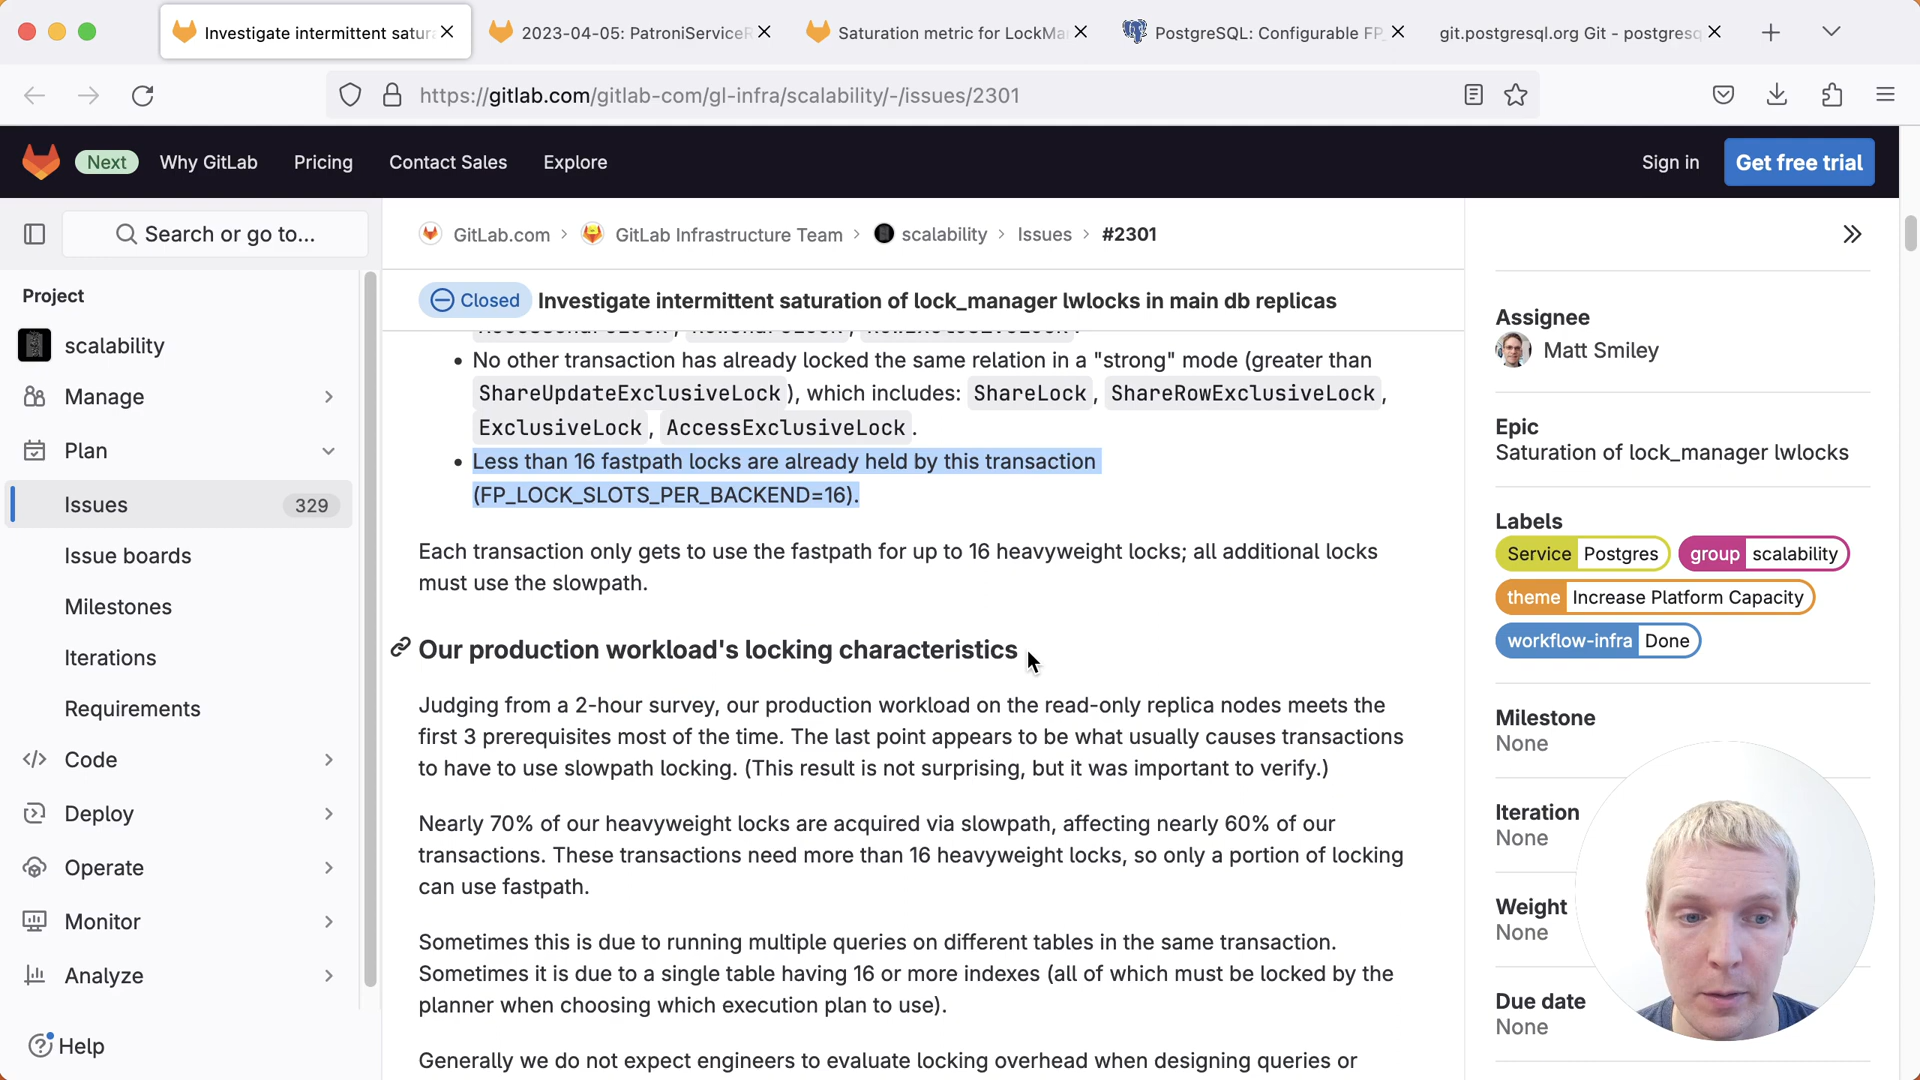 Investigate intermittent satur
2023-04-05: PatroniService
Saturation metric for LockMa
PostgreSQL: Configurable FP_
git.postgresql.org Git - postgresq
https://gitlab.com/gitlab-com/gl-infra/scalability/-/issues/2301
Next
Why GitLab
Pricing
Contact Sales
Explore
Sign in
Get free trial
Search or go to...
GitLab.com
GitLab Infrastructure Team
scalability
Issues
#2301
Project
scalability
Manage
Plan
Issues 329
Issue boards
Milestones
Iterations
Requirements
Code
Deploy
Operate
Monitor
Analyze
Help
Closed Investigate intermittent saturation of lock_manager lwlocks in main db replicas
• No other transaction has already locked the same relation in a "strong" mode (greater than
ShareUpdateExclusiveLock), which includes: ShareLock, ShareRowExclusiveLock,
ExclusiveLock, AccessExclusiveLock.
• Less than 16 fastpath locks are already held by this transaction
(FP_LOCK_SLOTS_PER_BACKEND=16).
Each transaction only gets to use the fastpath for up to 16 heavyweight locks; all additional locks
must use the slowpath.
Our production workload's locking characteristics
Judging from a 2-hour survey, our production workload on the read-only replica nodes meets the
first 3 prerequisites most of the time. The last point appears to be what usually causes transactions
to have to use slowpath locking. (This result is not surprising, but it was important to verify.)
Nearly 70% of our heavyweight locks are acquired via slowpath, affecting nearly 60% of our
transactions. These transactions need more than 16 heavyweight locks, so only a portion of locking
can use fastpath.
Sometimes this is due to running multiple queries on different tables in the same transaction.
Sometimes it is due to a single table having 16 or more indexes (all of which must be locked by the
planner when choosing which execution plan to use).
Generally we do not expect engineers to evaluate locking overhead when designing queries or
Assignee
Matt Smiley
Epic
Saturation of lock_manager lwlocks
Labels
Service Postgres
group scalability
theme Increase Platform Capacity
workflow-infra Done
Milestone
None
Iteration
None
Weight
None
Due date
None